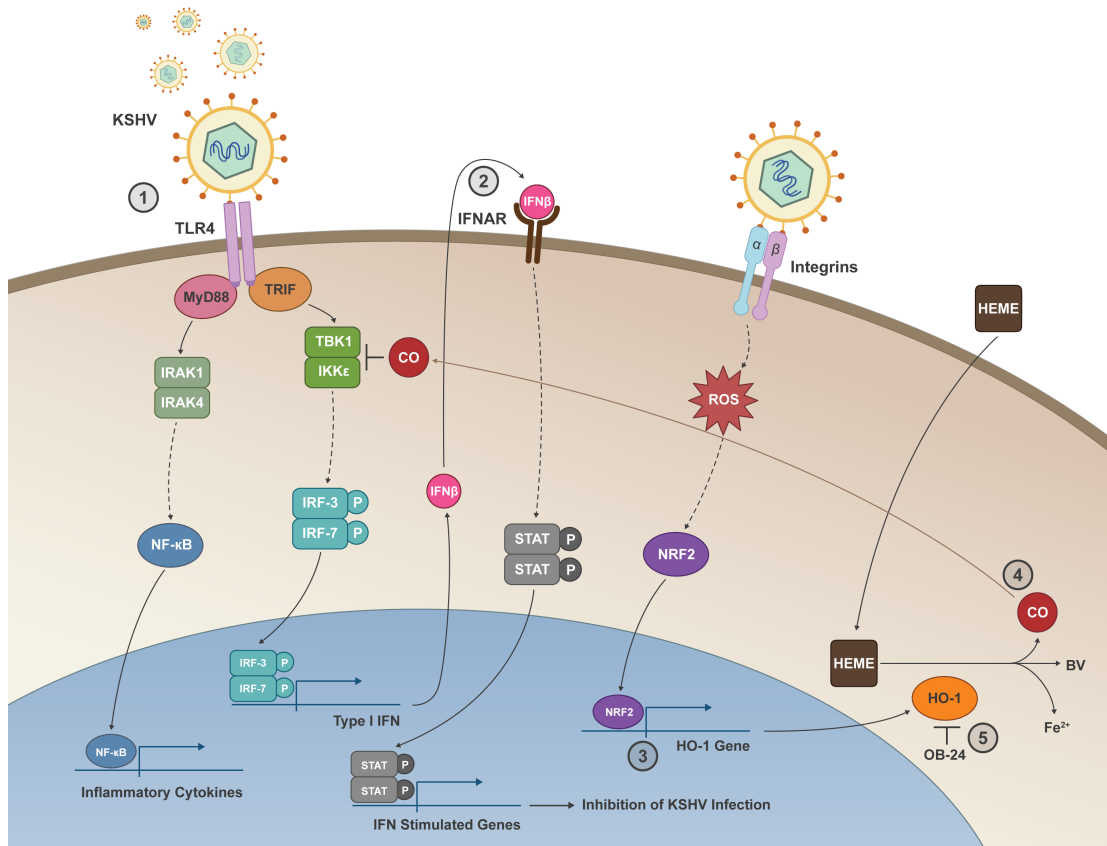 KSHV
1
TLR4
2
IFNβ
IFNAR
α
β
Integrins
MyD88
TRIF
HEME
TBK1
IKKε
CO
IRAK1
IRAK4
ROS
IFNβ
IRF-3
P
IRF-7
P
NF-κB
STAT
P
STAT
P
NRF2
4
CO
HEME
BV
IRF-3
P
IRF-7
P
Type I IFN
HO-1
Fe²⁺
NRF2
3
HO-1 Gene
5
OB-24
NF-κB
Inflammatory Cytokines
STAT
P
STAT
P
IFN Stimulated Genes
Inhibition of KSHV Infection